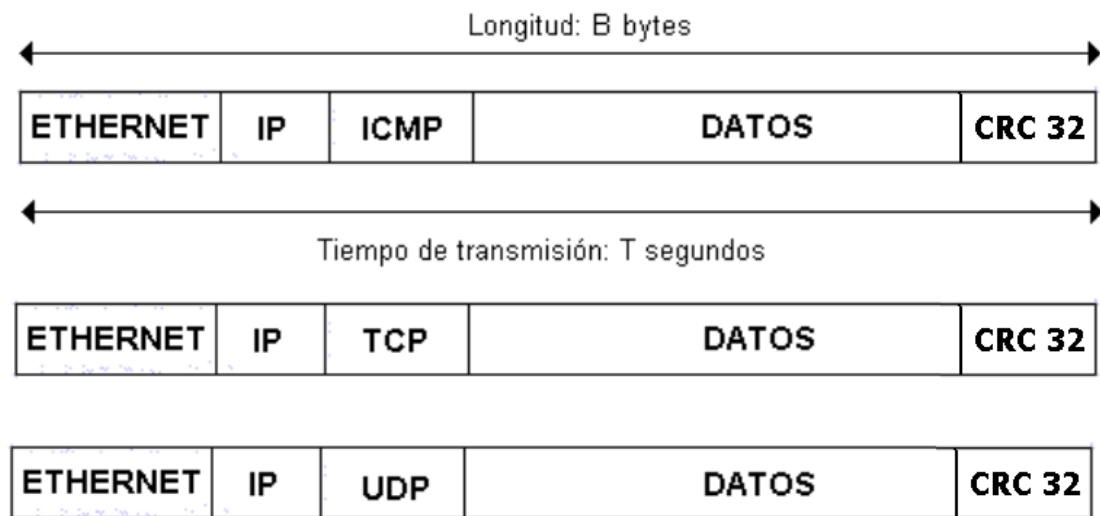 Longitud: B bytes
ETHERNET IP ICMP DATOS CRC 32
Tiempo de transmisión: T segundos
ETHERNET IP TCP DATOS CRC 32
ETHERNET IP UDP DATOS CRC 32